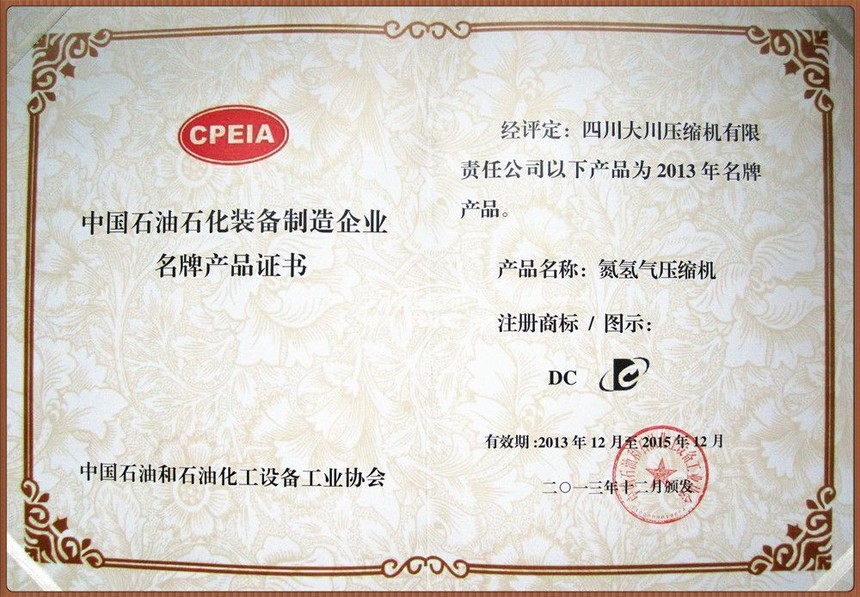 CPEIA
中国石油石化装备制造企业
名牌产品证书
中国石油和石油化工设备工业协会
经评定：四川大川压缩机有限
责任公司以下产品为2013年名牌
产品。
产品名称：氮氢气压缩机
注册商标 / 图示：
DC
有效期:2013年12月至2015年12月
二〇一三年十二月颁发